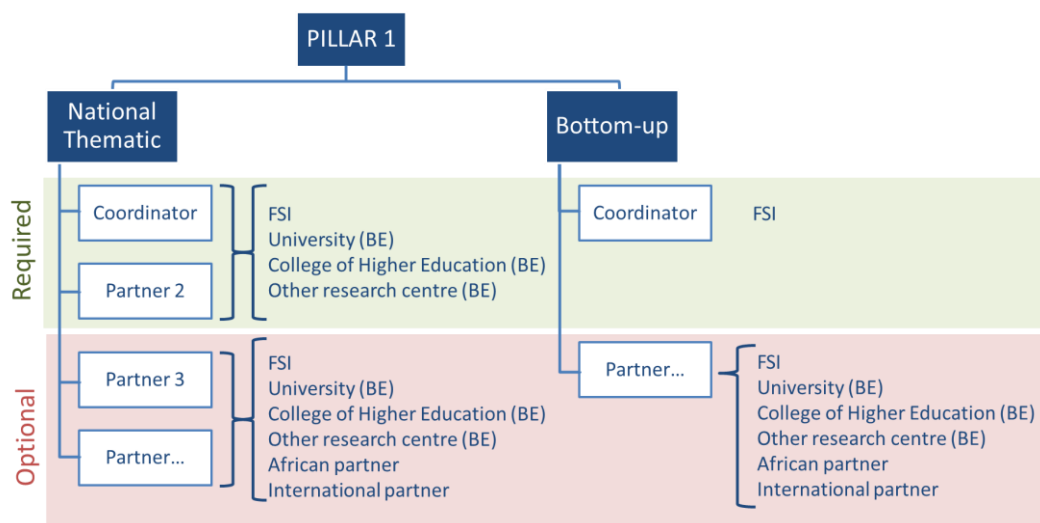 PILLAR 1
National
Thematic
Bottom-up
Required
Coordinator
Partner 2
FSI
University (BE)
College of Higher Education (BE)
Other research centre (BE)
Coordinator
FSI
Optional
Partner 3
Partner...
FSI
University (BE)
College of Higher Education (BE)
Other research centre (BE)
African partner
International partner
Partner...
FSI
University (BE)
College of Higher Education (BE)
Other research centre (BE)
African partner
International partner